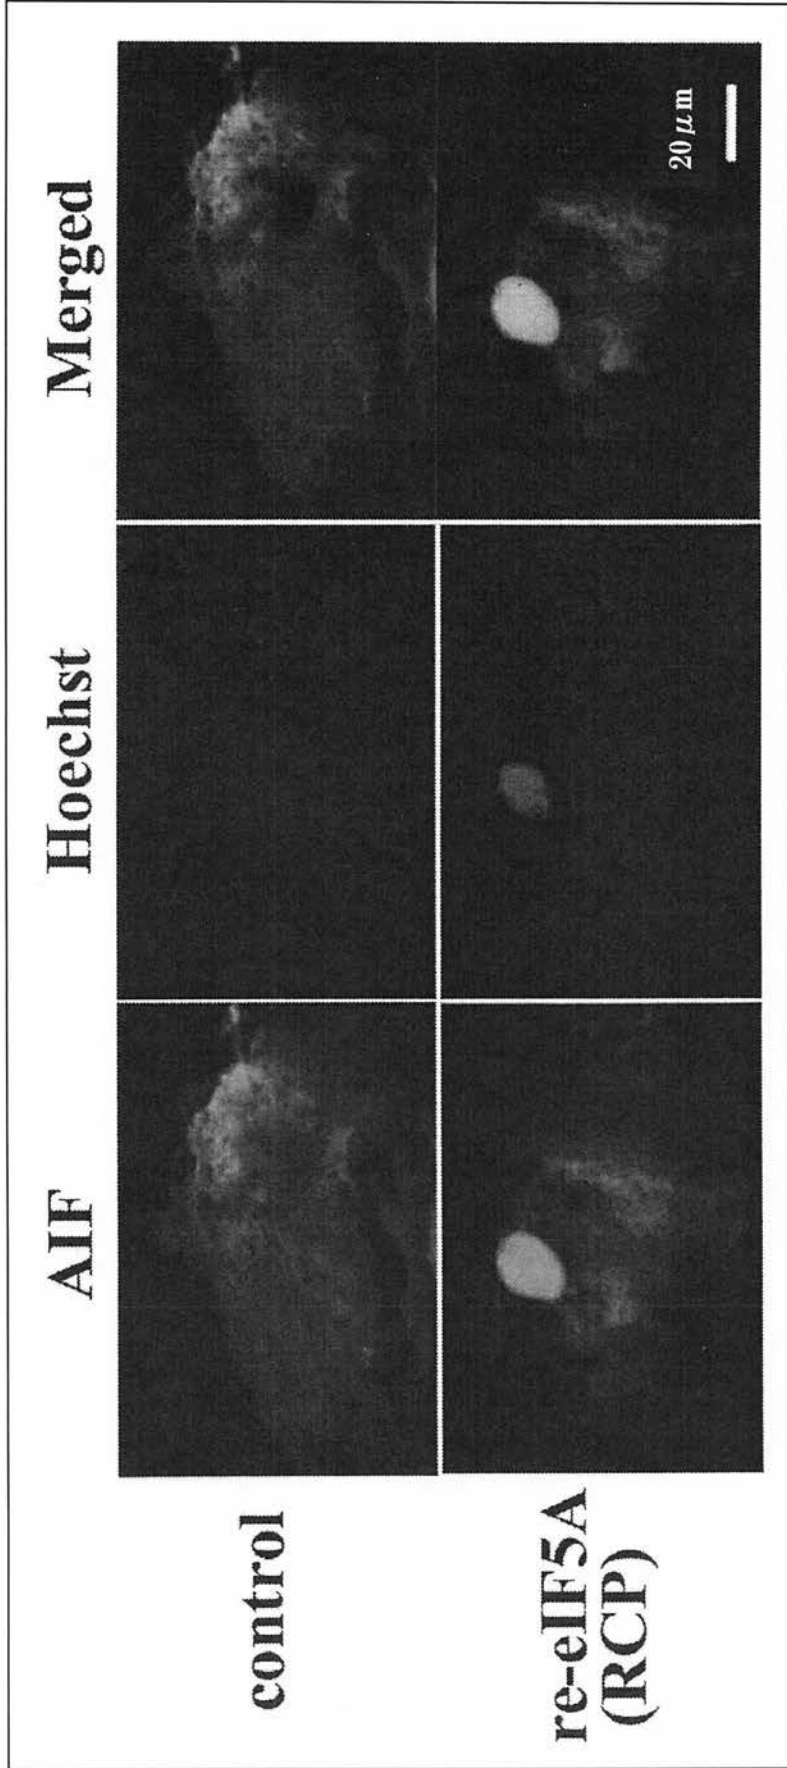 AIF
Hoechst
Merged
control
re-eIF5A
(RCP)
20 μm